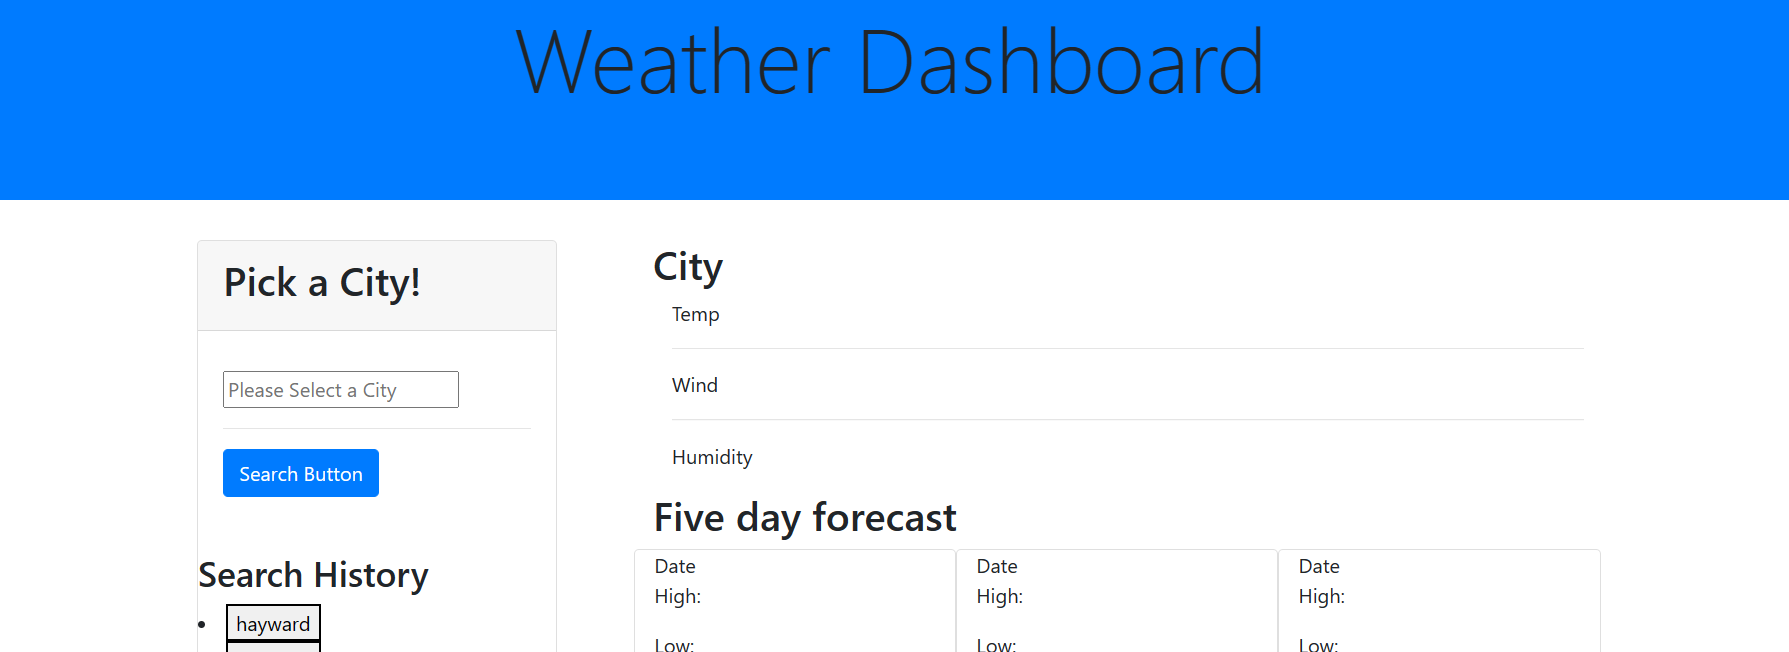 Weather Dashboard
Pick a City!
Please Select a City
Search Button
Search History
hayward
City
Temp
Wind
Humidity
Five day forecast
Date
High:
Low:
Date
High:
Low:
Date
High:
Low: